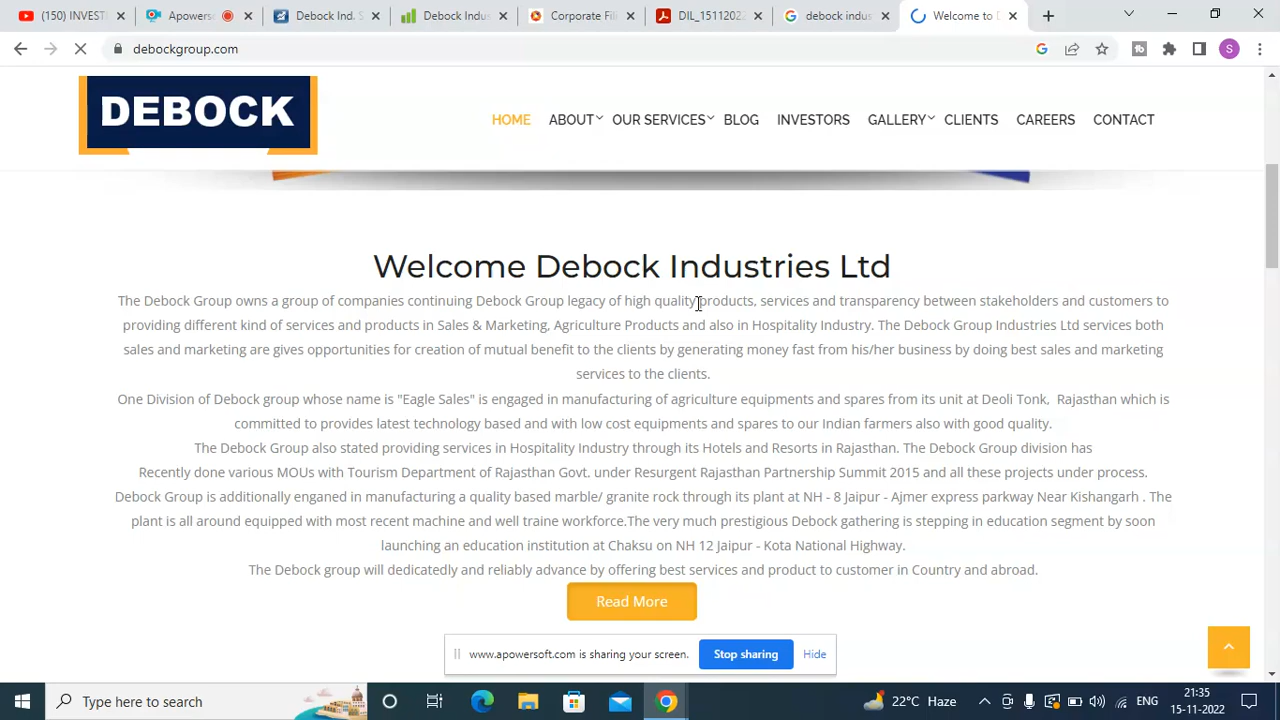 (150) INVEST
Apowers
Debock Ind. S
Debock Indus
Corporate Fili
DIL_15112022
debock indus
Welcome to D
debockgroup.com
S
DEBOCK
HOME ABOUT OUR SERVICES BLOG INVESTORS GALLERY CLIENTS CAREERS CONTACT
Welcome Debock Industries Ltd
The Debock Group owns a group of companies continuing Debock Group legacy of high quality products, services and transparency between stakeholders and customers to
providing different kind of services and products in Sales & Marketing, Agriculture Products and also in Hospitality Industry. The Debock Group Industries Ltd services both
sales and marketing are gives opportunities for creation of mutual benefit to the clients by generating money fast from his/her business by doing best sales and marketing
services to the clients.
One Division of Debock group whose name is "Eagle Sales" is engaged in manufacturing of agriculture equipments and spares from its unit at Deoli Tonk, Rajasthan which is
committed to provides latest technology based and with low cost equipments and spares to our Indian farmers also with good quality.
The Debock Group also stated providing services in Hospitality Industry through its Hotels and Resorts in Rajasthan. The Debock Group division has
Recently done various MOUs with Tourism Department of Rajasthan Govt. under Resurgent Rajasthan Partnership Summit 2015 and all these projects under process.
Debock Group is additionally enganed in manufacturing a quality based marble/ granite rock through its plant at NH - 8 Jaipur - Ajmer express parkway Near Kishangarh . The
plant is all around equipped with most recent machine and well traine workforce.The very much prestigious Debock gathering is stepping in education segment by soon
launching an education institution at Chaksu on NH 12 Jaipur - Kota National Highway.
The Debock group will dedicatedly and reliably advance by offering best services and product to customer in Country and abroad.
Read More
www.apowersoft.com is sharing your screen. Stop sharing Hide
Type here to search
22°C Haze
ENG
21:35
15-11-2022